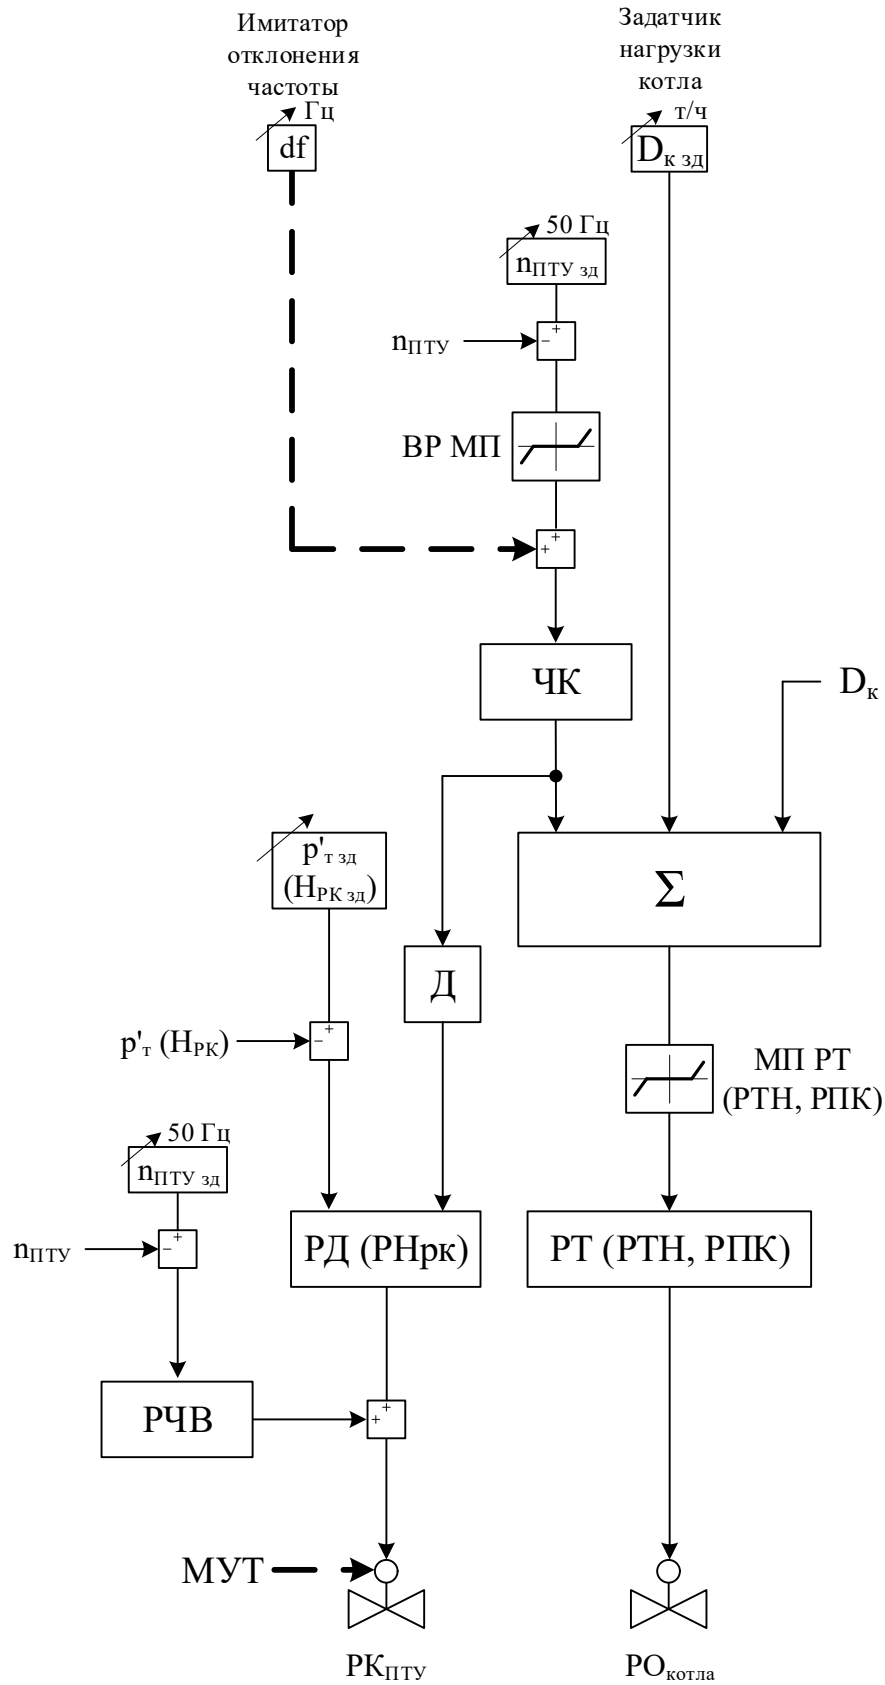 Имитатор
отклонения
частоты
Гц
df
Задатчик
нагрузки
котла
т/ч
Dк зд
50 Гц
nПТУ зд
+
-
nПТУ
ВР МП
+
+
ЧК
Dк
p'т зд
(HРК зд)
Σ
Д
+
-
p'т (HРК)
МП РТ
(РТН, РПК)
50 Гц
nПТУ зд
+
-
nПТУ
РД (РНрк)
РТ (РТН, РПК)
РЧВ
+
+
МУТ
РКПТУ
РОкотла